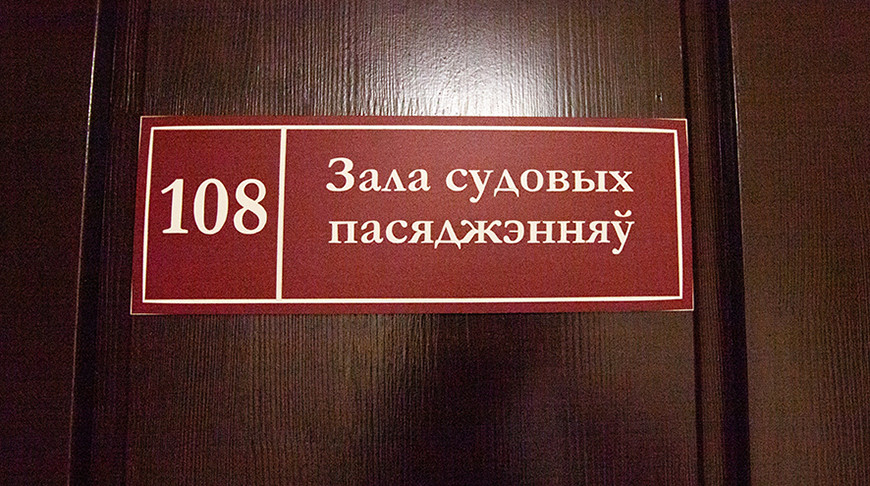 108
Зала судовых
пасяджэнняў